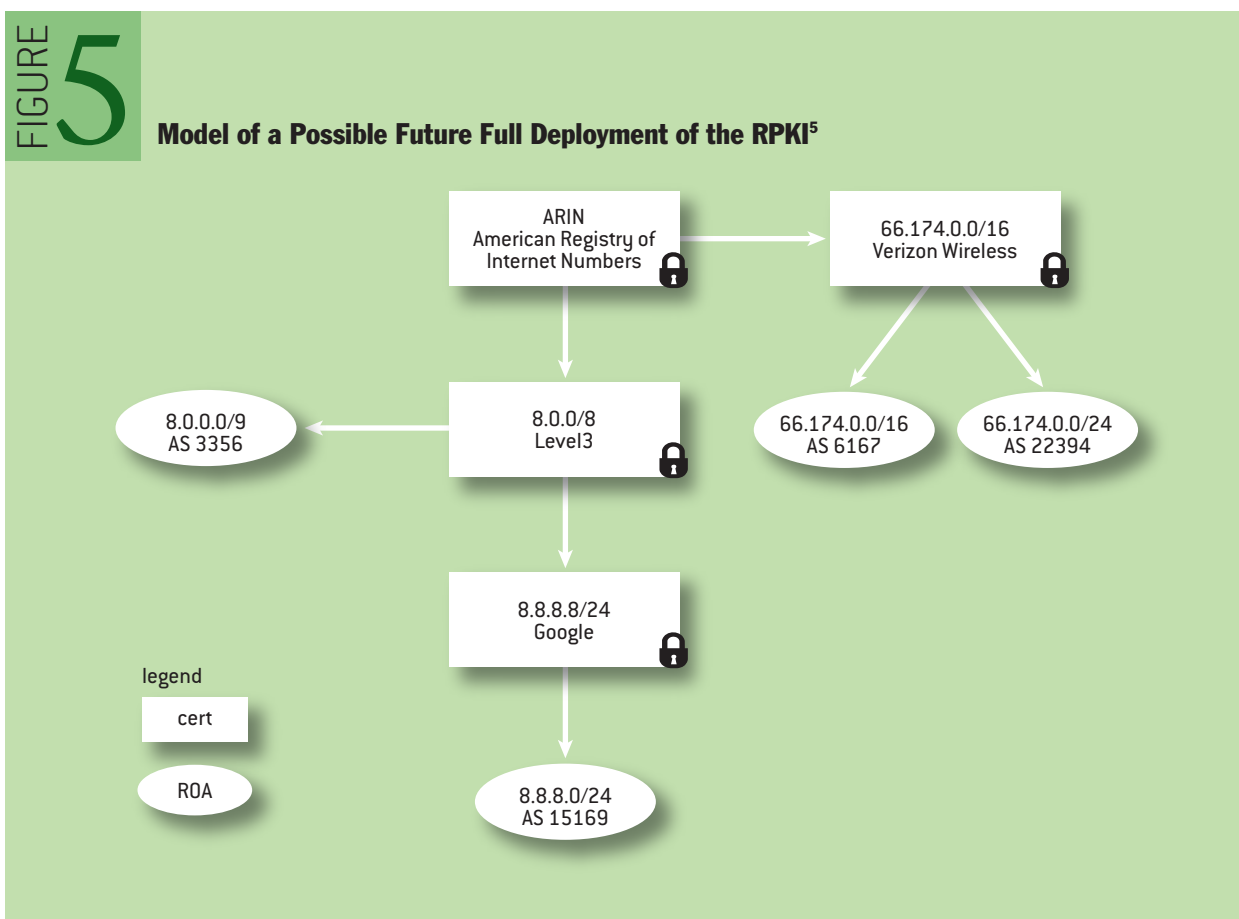 FIGURE
5
Model of a Possible Future Full Deployment of the RPKI5
ARIN
American Registry of
Internet Numbers
66.174.0.0/16
Verizon Wireless
8.0.0.0/9
AS 3356
8.0.0/8
Level3
66.174.0.0/16
AS 6167
66.174.0.0/24
AS 22394
8.8.8.8/24
Google
legend
cert
ROA
8.8.8.0/24
AS 15169